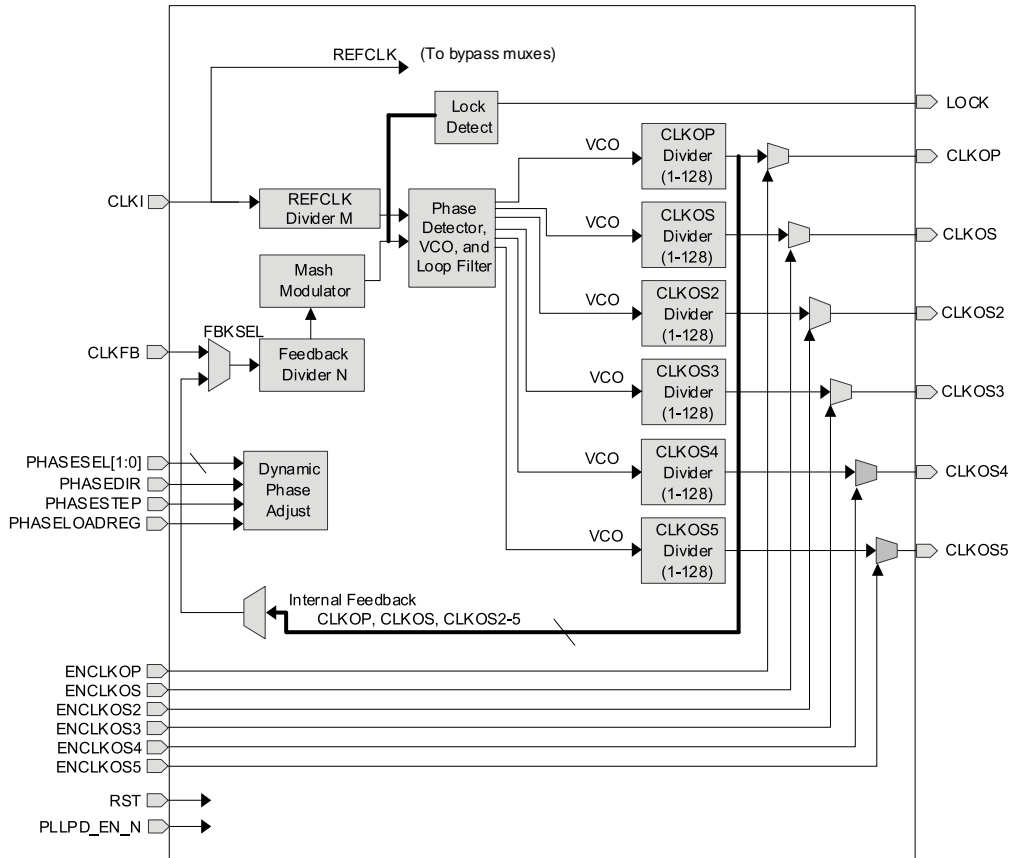 REFCLK (To bypass muxes)
Lock
Detect
LOCK
VCO
CLKOP
Divider
(1-128)
CLKOP
CLKI
REFCLK
Divider M
Phase
Detector,
VCO, and
Loop Filter
VCO
CLKOS
Divider
(1-128)
CLKOS
Mash
Modulator
VCO
CLKOS2
Divider
(1-128)
CLKOS2
FBKSEL
CLKFB
Feedback
Divider N
VCO
CLKOS3
Divider
(1-128)
CLKOS3
PHASESEL[1:0]
PHASEDIR
PHASESTEP
PHASELOADREG
Dynamic
Phase
Adjust
VCO
CLKOS4
Divider
(1-128)
CLKOS4
VCO
CLKOS5
Divider
(1-128)
CLKOS5
Internal Feedback
CLKOP, CLKOS, CLKOS2-5
ENCLKOP
ENCLKOS
ENCLKOS2
ENCLKOS3
ENCLKOS4
ENCLKOS5
RST
PLLPD_EN_N